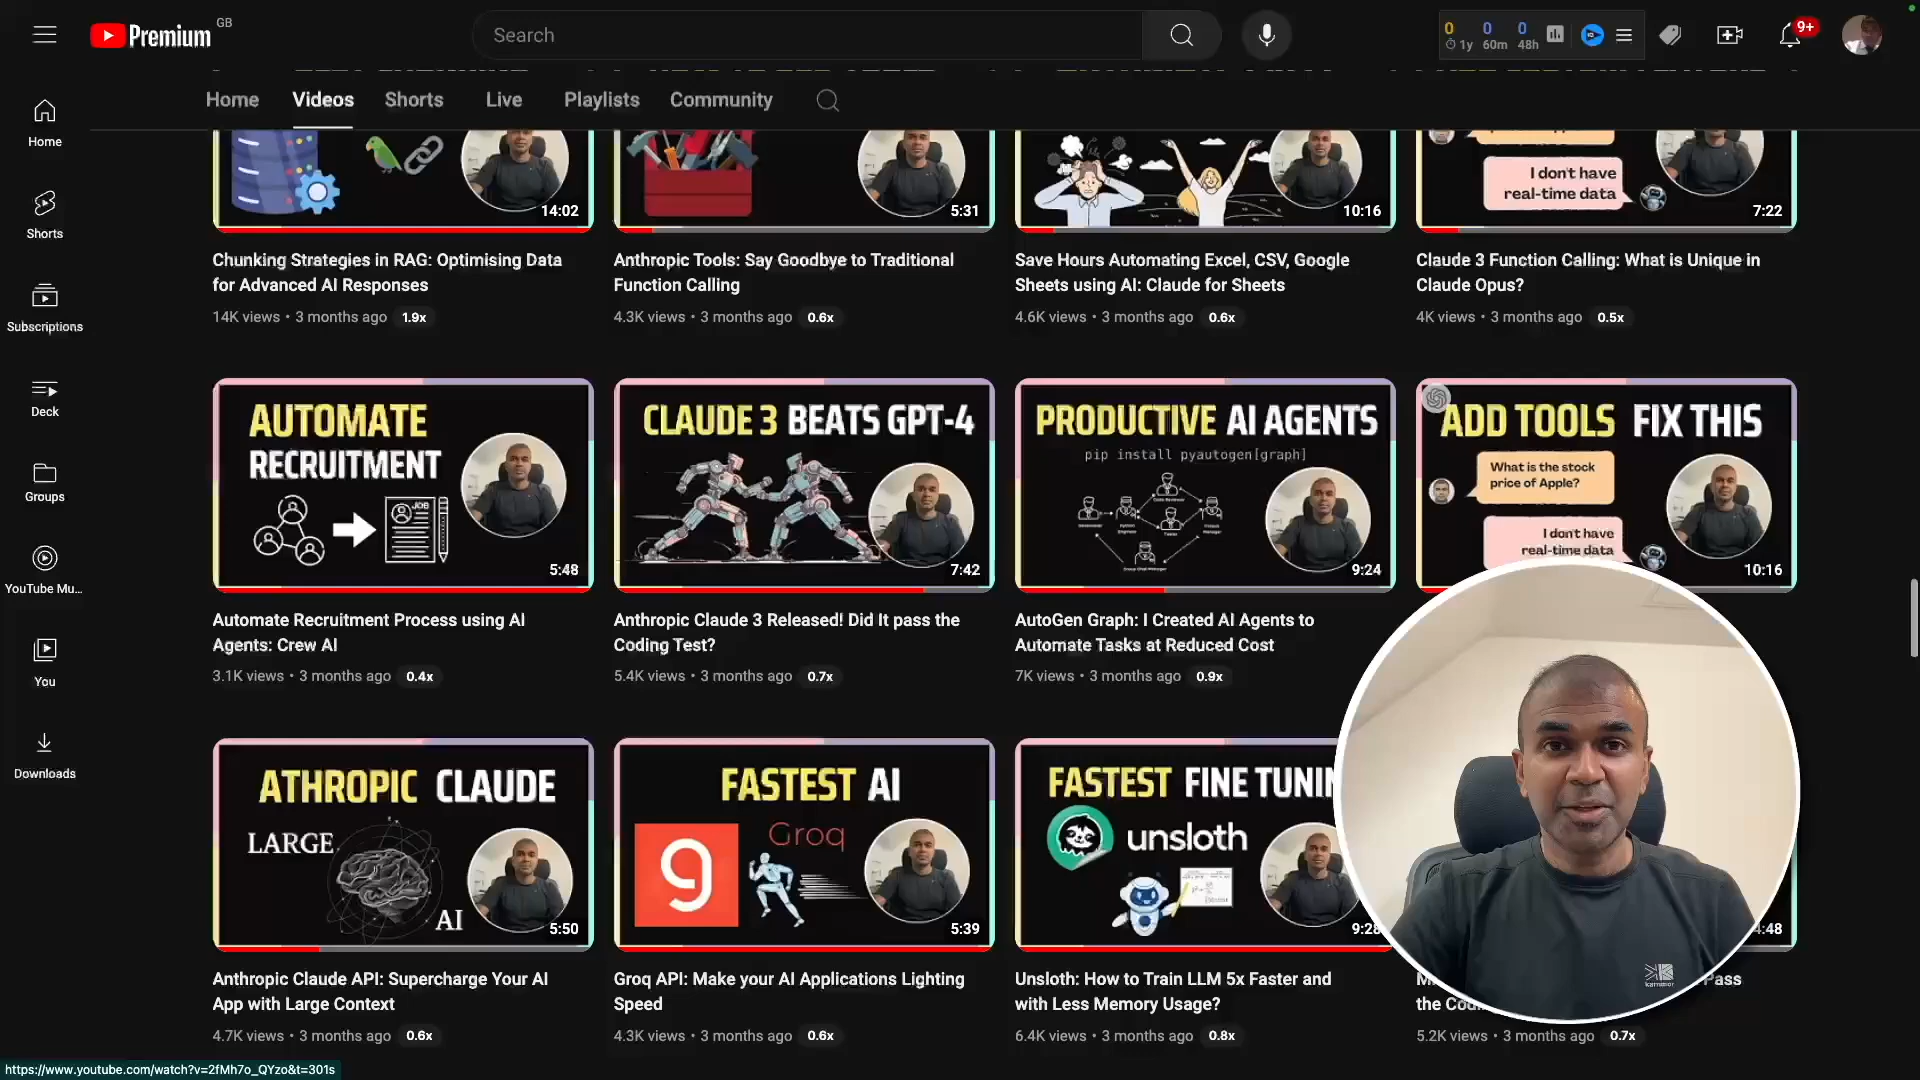 Premium
GB
Search
0 0 0
1y 60m 48h
9+
Home Videos Shorts Live Playlists Community
Home
Shorts
Subscriptions
Deck
Groups
YouTube Mu...
You
Downloads
14:02
5:31
10:16
I don't have
real-time data
7:22
Chunking Strategies in RAG: Optimising Data
for Advanced AI Responses
14K views • 3 months ago 1.9x
Anthropic Tools: Say Goodbye to Traditional
Function Calling
4.3K views • 3 months ago 0.6x
Save Hours Automating Excel, CSV, Google
Sheets using AI: Claude for Sheets
4.6K views • 3 months ago 0.6x
Claude 3 Function Calling: What is Unique in
Claude Opus?
4K views • 3 months ago 0.5x
AUTOMATE
RECRUITMENT
JOB
5:48
CLAUDE 3 BEATS GPT-4
7:42
PRODUCTIVE AI AGENTS
pip install pyautogen[graph]
9:24
ADD TOOLS FIX THIS
What is the stock
price of Apple?
I don't have
real-time data
10:16
Automate Recruitment Process using AI
Agents: Crew AI
3.1K views • 3 months ago 0.4x
Anthropic Claude 3 Released! Did It pass the
Coding Test?
5.4K views • 3 months ago 0.7x
AutoGen Graph: I Created AI Agents to
Automate Tasks at Reduced Cost
7K views • 3 months ago 0.9x
ATHROPIC CLAUDE
LARGE
AI
5:50
FASTEST AI
Groq
g
5:39
FASTEST FINE TUNIN
unsloth
9:28
4:48
Anthropic Claude API: Supercharge Your AI
App with Large Context
4.7K views • 3 months ago 0.6x
Groq API: Make your AI Applications Lighting
Speed
4.3K views • 3 months ago 0.6x
Unsloth: How to Train LLM 5x Faster and
with Less Memory Usage?
6.4K views • 3 months ago 0.8x
Pass
the
5.2K views • 3 months ago 0.7x
https://www.youtube.com/watch?v=2fMh7o_QYzo&t=301s